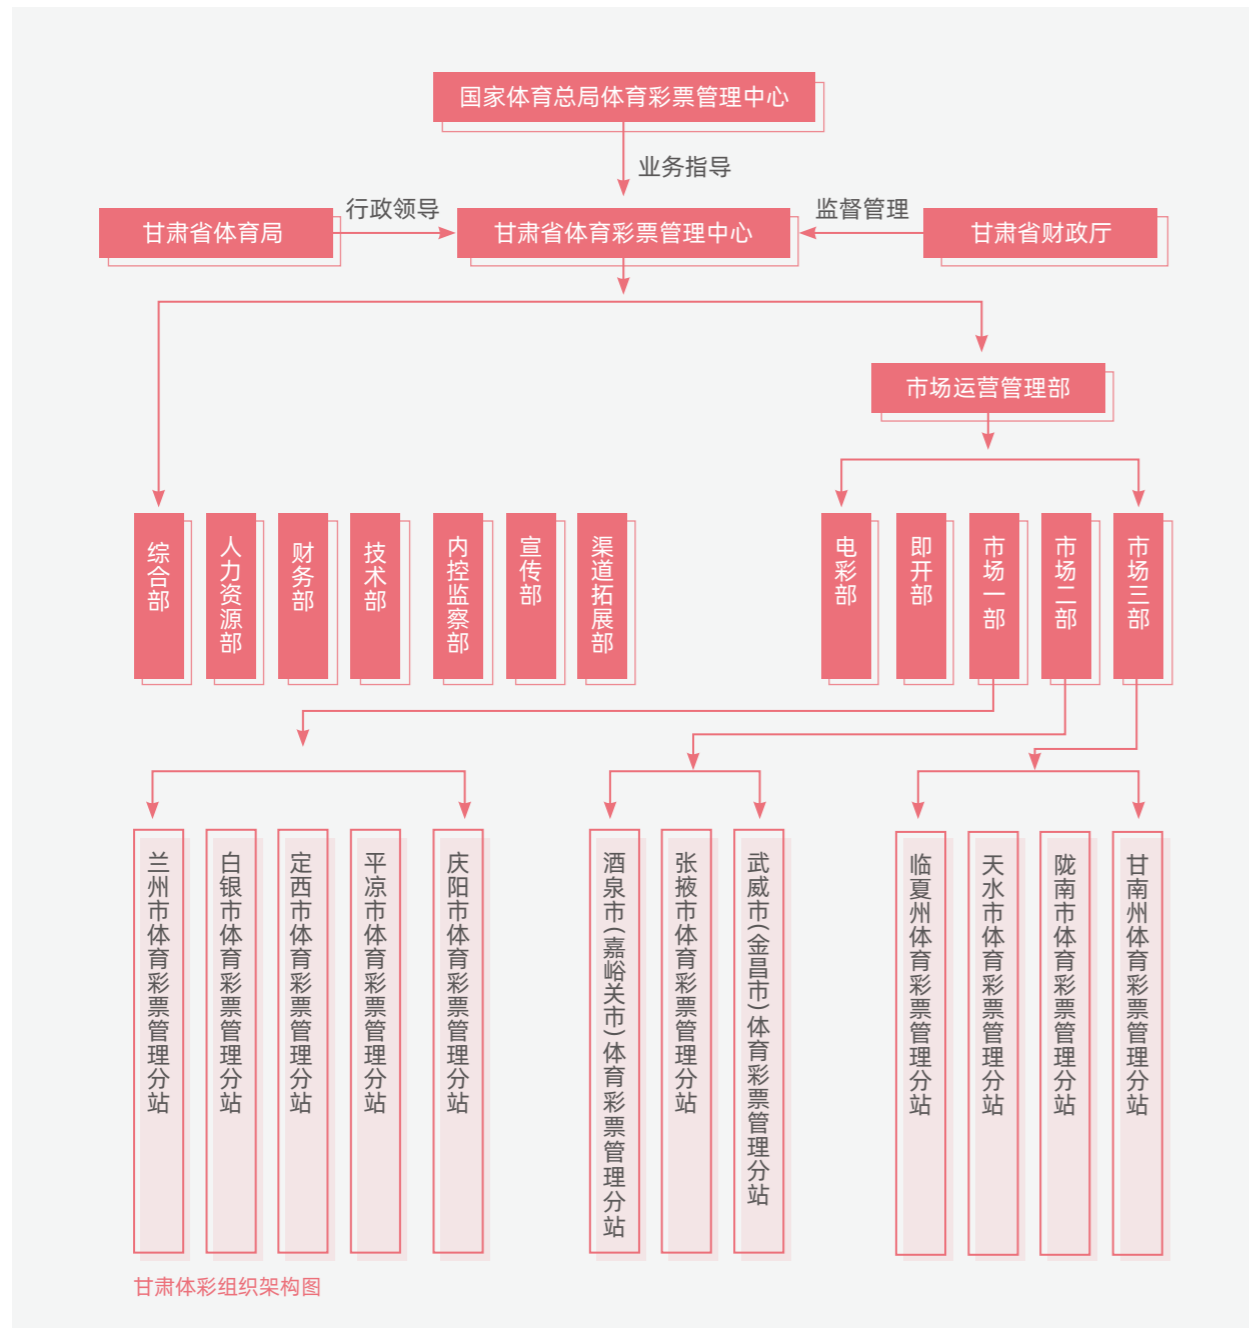 国家体育总局体育彩票管理中心
业务指导
甘肃省体育局
行政领导
甘肃省体育彩票管理中心
监督管理
甘肃省财政厅
市场运营管理部
综合部
人力资源部
财务部
技术部
内控监察部
宣传部
渠道拓展部
电彩部
即开部
市场一部
市场二部
市场三部
兰州市体育彩票管理分站
白银市体育彩票管理分站
定西市体育彩票管理分站
平凉市体育彩票管理分站
庆阳市体育彩票管理分站
酒泉市(嘉峪关市)体育彩票管理分站
张掖市体育彩票管理分站
武威市(金昌市)体育彩票管理分站
临夏州体育彩票管理分站
天水市体育彩票管理分站
陇南市体育彩票管理分站
甘南州体育彩票管理分站
甘肃体彩组织架构图